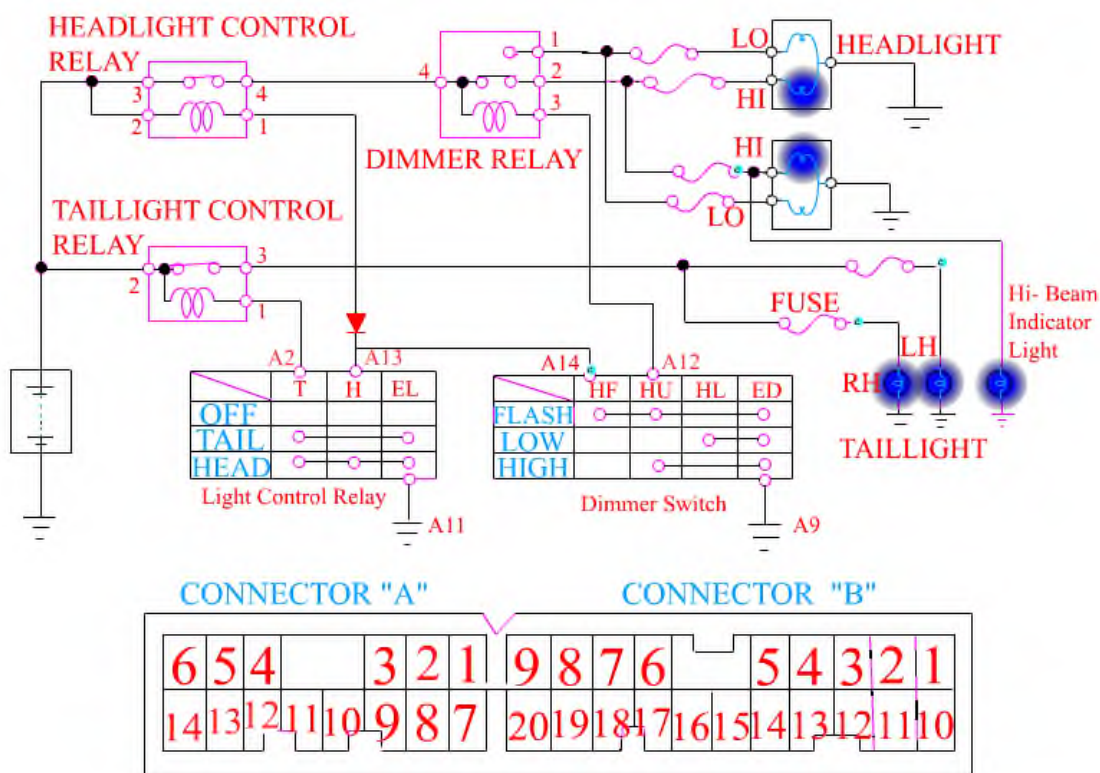 HEADLIGHT CONTROL
RELAY
3
4
2
1
4
1
2
3
DIMMER RELAY
LO
HEADLIGHT
HI
HI
LO
TAILLIGHT CONTROL
RELAY
2
3
1
FUSE
Hi- Beam
Indicator
Light
LH
RH
TAILLIGHT
A2
A13
T H EL
OFF
TAIL
HEAD
Light Control Relay
A11
A14
A12
HF HU HL ED
FLASH
LOW
HIGH
Dimmer Switch
A9
CONNECTOR "A"
CONNECTOR "B"
6 5 4 3 2 1
14 13 12 11 10 9 8 7
9 8 7 6 5 4 3 2 1
20 19 18 17 16 15 14 13 12 11 10